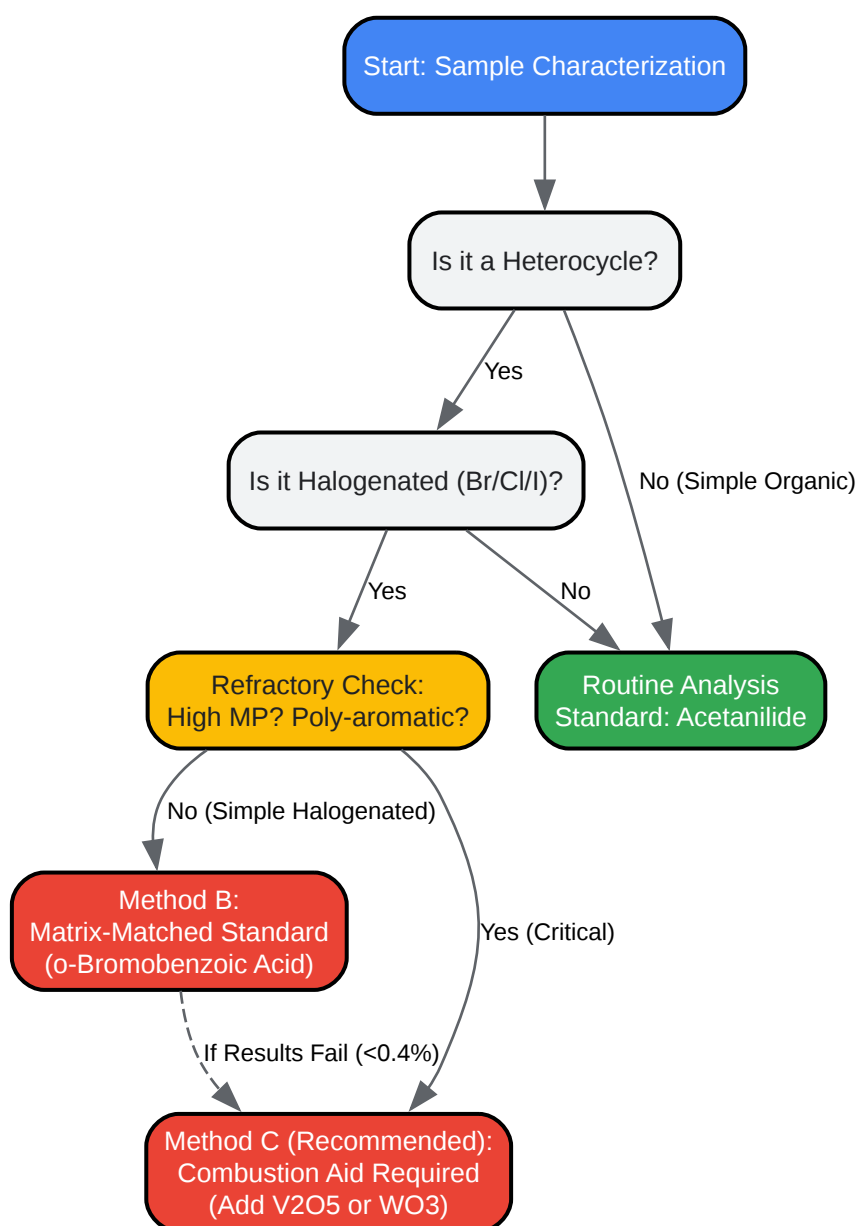 Start: Sample Characterization
Is it a Heterocycle?
Yes
Is it Halogenated (Br/Cl/I)?
No (Simple Organic)
Yes
No
Refractory Check:
High MP? Poly-aromatic?
Routine Analysis
Standard: Acetanilide
No (Simple Halogenated)
Method B:
Matrix-Matched Standard
(o-Bromobenzoic Acid)
Yes (Critical)
If Results Fail (<0.4%)
Method C (Recommended):
Combustion Aid Required
(Add V2O5 or WO3)